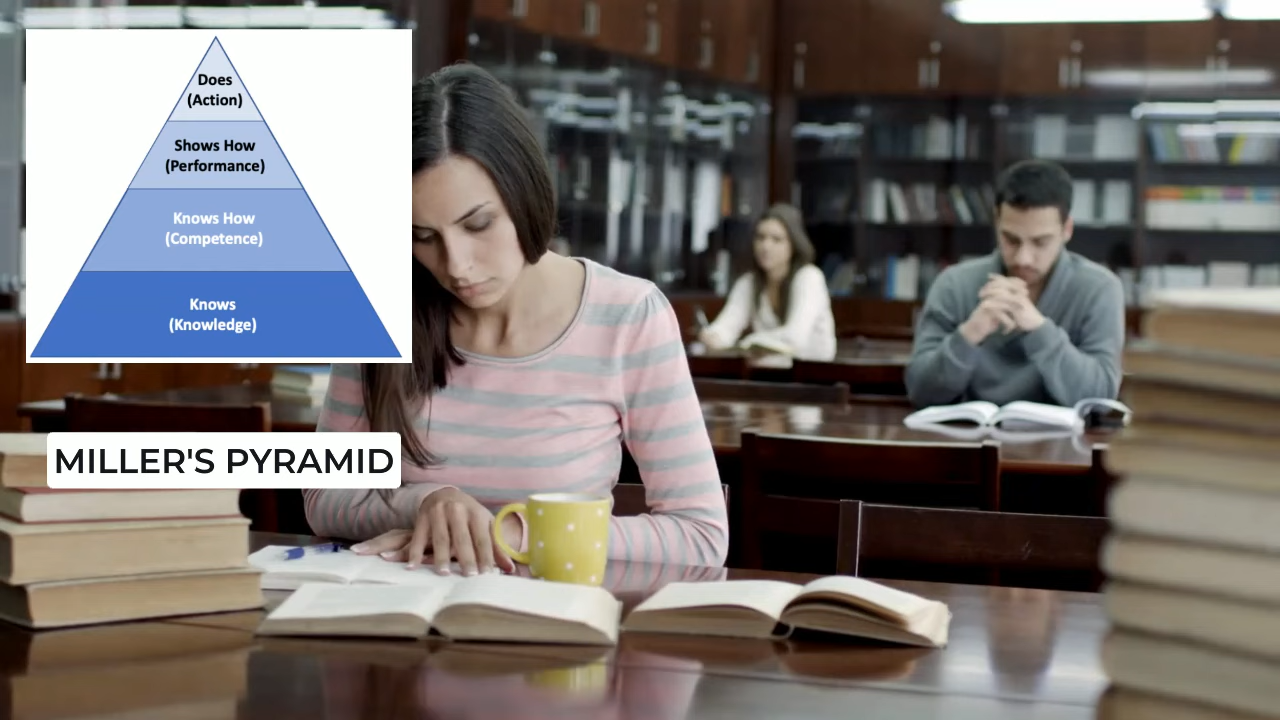 Does
(Action)
Shows How
(Performance)
Knows How
(Competence)
Knows
(Knowledge)
MILLER'S PYRAMID